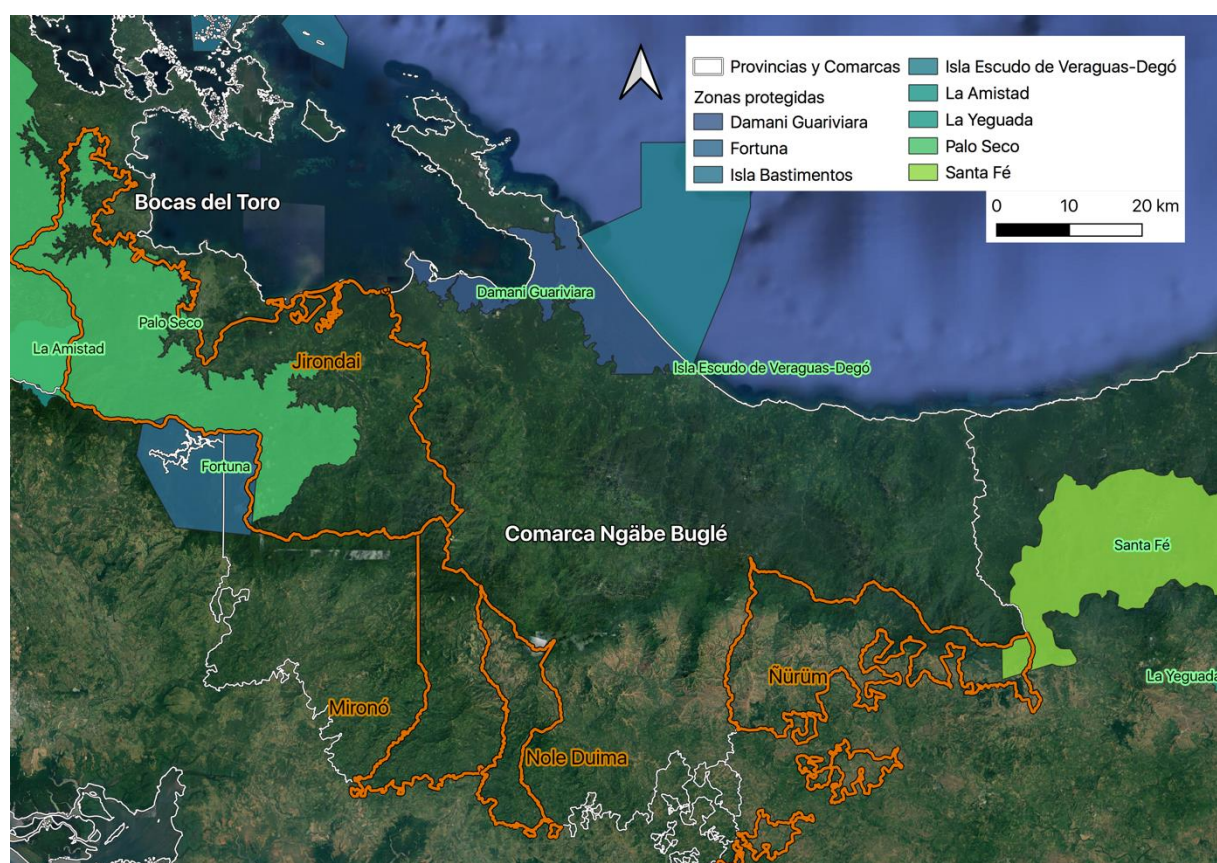 Provincias y Comarcas
Zonas protegidas
Damani Guariviara
Fortuna
Isla Bastimentos
Isla Escudo de Veraguas-Degó
La Amistad
La Yeguada
Palo Seco
Santa Fé
0 10 20 km
Bocas del Toro
Damani Guariviara
Palo Seco
La Amistad
Jirondai
Isla Escudo de Veraguas-Degó
Fortuna
Comarca Ngäbe Buglé
Santa Fé
Ñürüm
La Yeguada
Mironó
Nole Duima